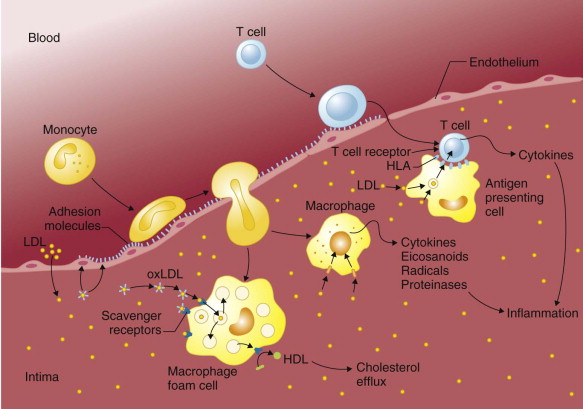 Blood
T cell
Endothelium
Monocyte
T cell
T cell receptor
HLA
Cytokines
LDL
Antigen
presenting
cell
Adhesion
molecules
Macrophage
LDL
oxLDL
Cytokines
Eicosanoids
Radicals
Proteinases
Scavenger
receptors
Inflammation
HDL
Cholesterol
efflux
Macrophage
foam cell
Intima